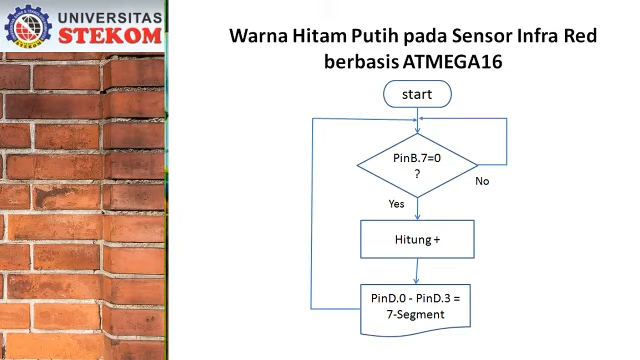 UNIVERSITAS
STEKOM
Warna Hitam Putih pada Sensor Infra Red
berbasis ATMEGA16
start
PinB.7=0
?
No
Yes
Hitung +
PinD.0 - PinD.3 =
7-Segment